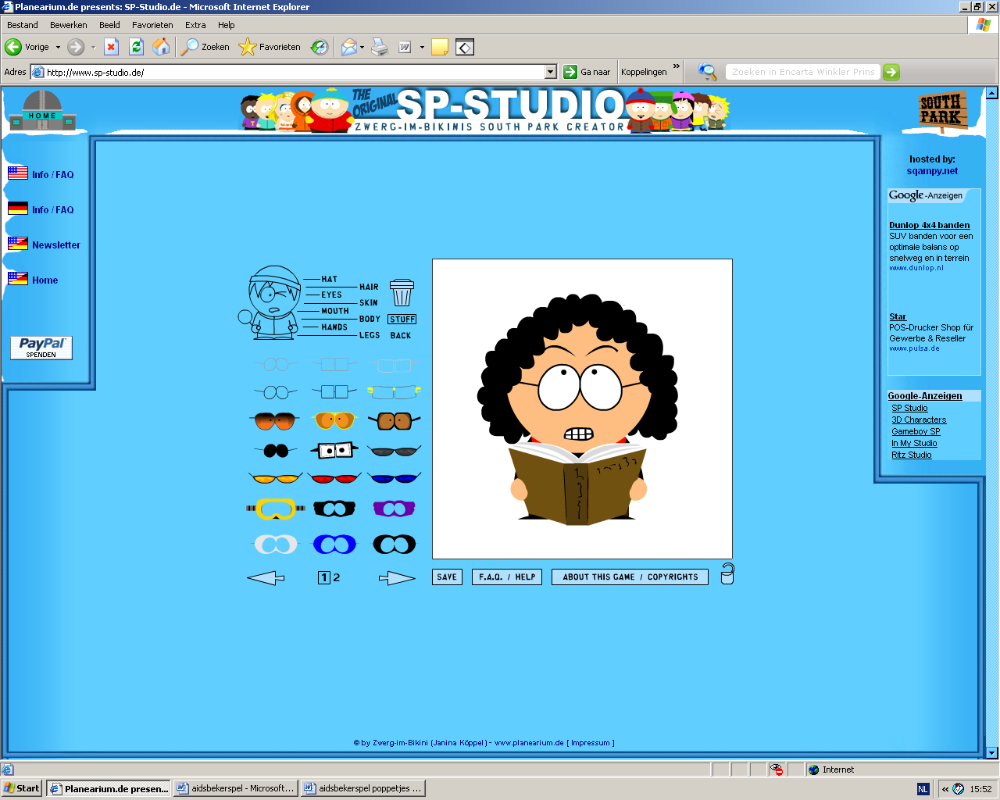 Planearium.de presents: SP-Studio.de - Microsoft Internet Explorer
Bestand Bewerken Beeld Favorieten Extra Help
Vorige Zoeken Favorieten
Adres http://www.sp-studio.de/ Ga naar Koppelingen » Zoeken in Encarta Winkler Prins
HOME
THE ORIGINAL SP-STUDIO
ZWERG-IM-BIKINIS SOUTH PARK CREATOR
SOUTH PARK
Info / FAQ
Info / FAQ
Newsletter
Home
PayPal
SPENDEN
HAT
HAIR
EYES
SKIN
MOUTH
BODY
STUFF
HANDS
LEGS
BACK
1 2
SAVE
F.A.Q. / HELP
ABOUT THIS GAME / COPYRIGHTS
hosted by:
sqampy.net
Google-Anzeigen
Dunlop 4x4 banden
SUV banden voor een
optimale balans op
snelweg en in terrein
www.dunlop.nl
Star
POS-Drucker Shop für
Gewerbe & Reseller
www.pulsa.de
Google-Anzeigen
SP Studio
3D Characters
Gameboy SP
In My Studio
Ritz Studio
© by Zwerg-im-Bikini (Janina Köppel) - www.planearium.de [ Impressum ]
Internet
Start Planearium.de presen... aidsbekerspel - Microsoft... aidsbekerspel poppetjes ... NL « 15:52